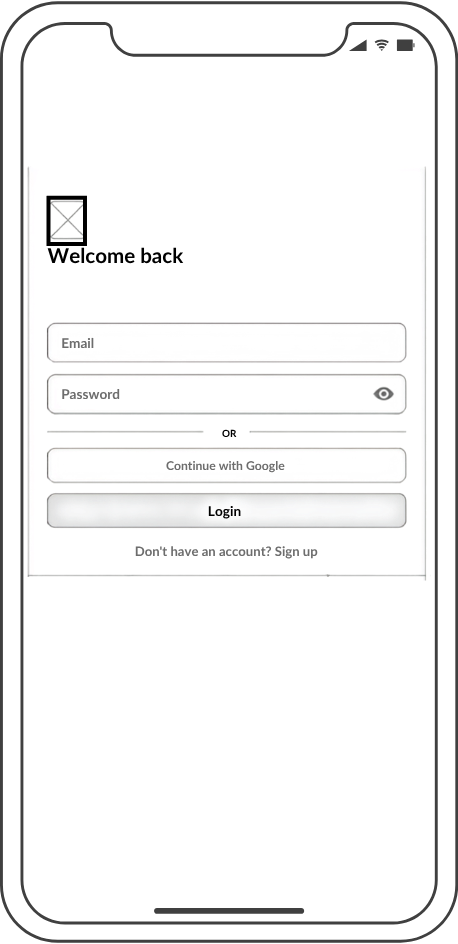 Welcome back
Email
Password
OR
Continue with Google
Login
Don't have an account? Sign up